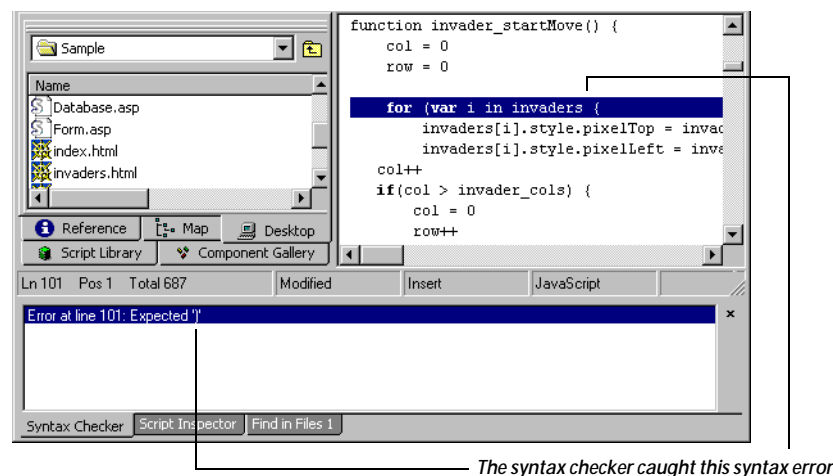 Sample
Name
Database.asp
Form.asp
index.html
invaders.html
Reference
Map
Desktop
Script Library
Component Gallery
function invader_startMove() {
col = 0
row = 0
for (var i in invaders {
invaders[i].style.pixelTop = invad
invaders[i].style.pixelLeft = inva
col++
if(col > invader_cols) {
col = 0
row++
Ln 101 Pos 1 Total 687 Modified Insert JavaScript
Error at line 101: Expected ')'
Syntax Checker Script Inspector Find in Files 1
The syntax checker caught this syntax error